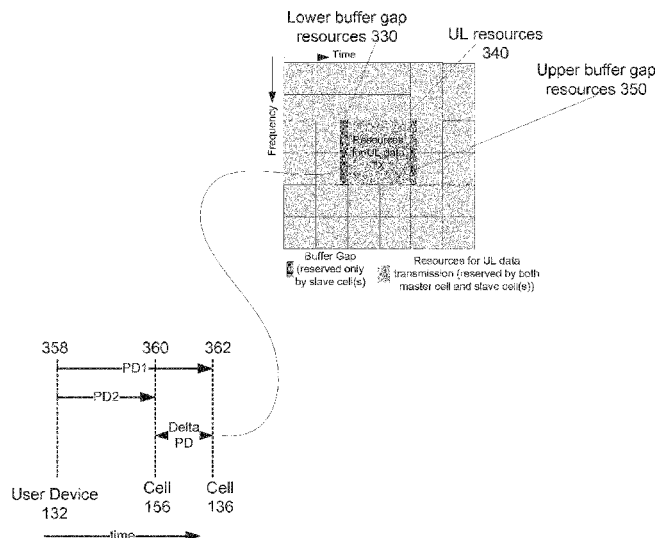 Lower buffer gap
resources 330
Time
UL resources
340
Upper buffer gap
resources 350
Frequency
Resources
for UL data
TX
Buffer Gap
(reserved only
by slave cell(s)
Resources for UL data
transmission (reserved by both
master cell and slave cell(s))
358
360
362
PD1
PD2
Delta
PD
User Device
132
Cell
156
Cell
136
time